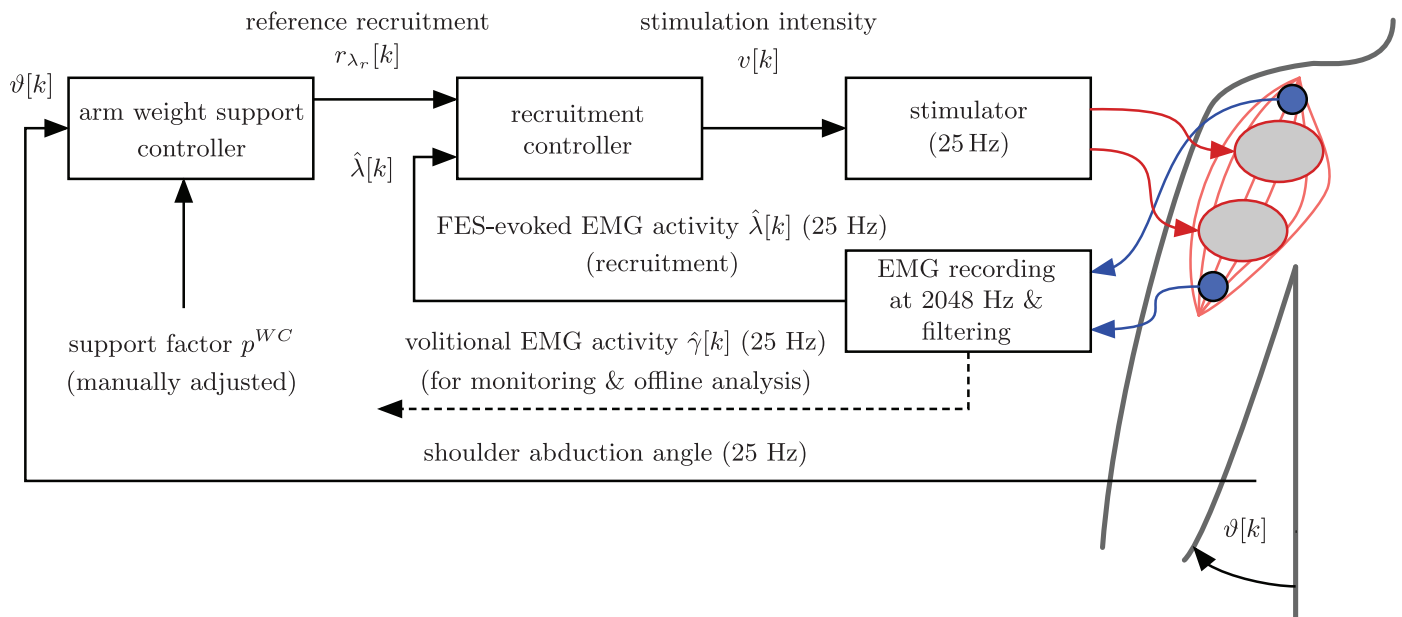 reference recruitment
stimulation intensity
r_{λ_r}[k]
v[k]
ϑ[k]
arm weight support
controller
recruitment
controller
stimulator
(25 Hz)
λ̂[k]
FES-evoked EMG activity λ̂[k] (25 Hz)
(recruitment)
EMG recording
at 2048 Hz &
filtering
support factor p^{WC}
(manually adjusted)
volitional EMG activity γ̂[k] (25 Hz)
(for monitoring & offline analysis)
shoulder abduction angle (25 Hz)
ϑ[k]